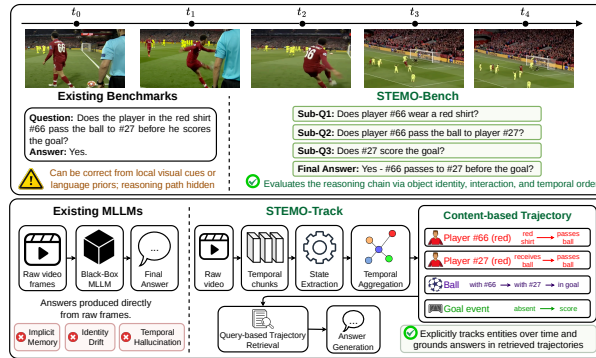 t0 t1 t2 t3 t4
66
Existing Benchmarks
Question: Does the player in the red shirt
#66 pass the ball to #27 before he scores
the goal?
Answer: Yes.
Can be correct from local visual cues or
language priors; reasoning path hidden
STEMO-Bench
Sub-Q1: Does player #66 wear a red shirt?
Sub-Q2: Does player #66 pass the ball to player #27?
Sub-Q3: Does #27 score the goal?
Final Answer: Yes - #66 passes to #27 before the goal?
Evaluates the reasoning chain via object identity, interaction, and temporal order
Existing MLLMs
Raw video
frames
Black-Box
MLLM
Final
Answer
Answers produced directly
from raw frames.
Implicit
Memory
Identity
Drift
Temporal
Hallucination
STEMO-Track
Raw
video
Temporal
chunks
State
Extraction
Temporal
Aggregation
Query-based Trajectory
Retrieval
Answer
Generation
Content-based Trajectory
Player #66 (red) red shirt passes ball
Player #27 (red) receives ball passes ball
Ball with #66 with #27 in goal
Goal event absent score
Explicitly tracks entities over time and
grounds answers in retrieved trajectories